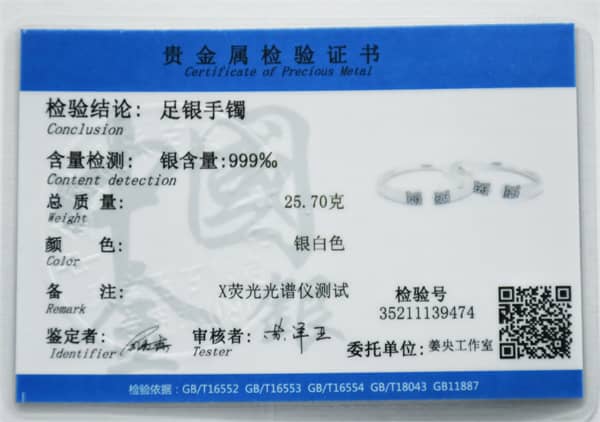 贵金属检验证书
Certificate of Precious Metal
检验结论: 足银手镯
Conclusion
含量检测: 银含量:999‰
Content detection
总质量: 25.70克
Weight
颜色: 银白色
Color
备注: X荧光光谱仪测试
Remark
检验号
35211139474
鉴定者:
Identifier
审核者:
Tester
委托单位: 姜央工作室
检验依据: GB/T16552 GB/T16553 GB/T16554 GB/T18043 GB11887